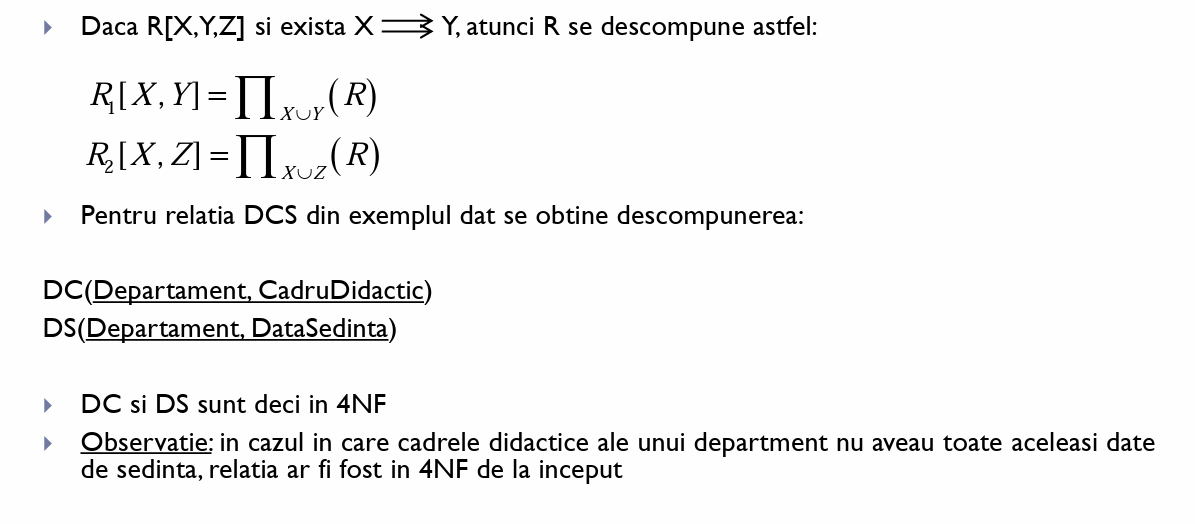 Daca R[X,Y,Z] si exista X ⟹ Y, atunci R se descompune astfel:
R₁[X, Y] = ∏ X∪Y (R)
R₂[X, Z] = ∏ X∪Z (R)
Pentru relatia DCS din exemplul dat se obtine descompunerea:
DC(Departament, CadruDidactic)
DS(Departament, DataSedinta)
DC si DS sunt deci in 4NF
Observatie: in cazul in care cadrele didactice ale unui department nu aveau toate aceleasi date
de sedinta, relatia ar fi fost in 4NF de la inceput